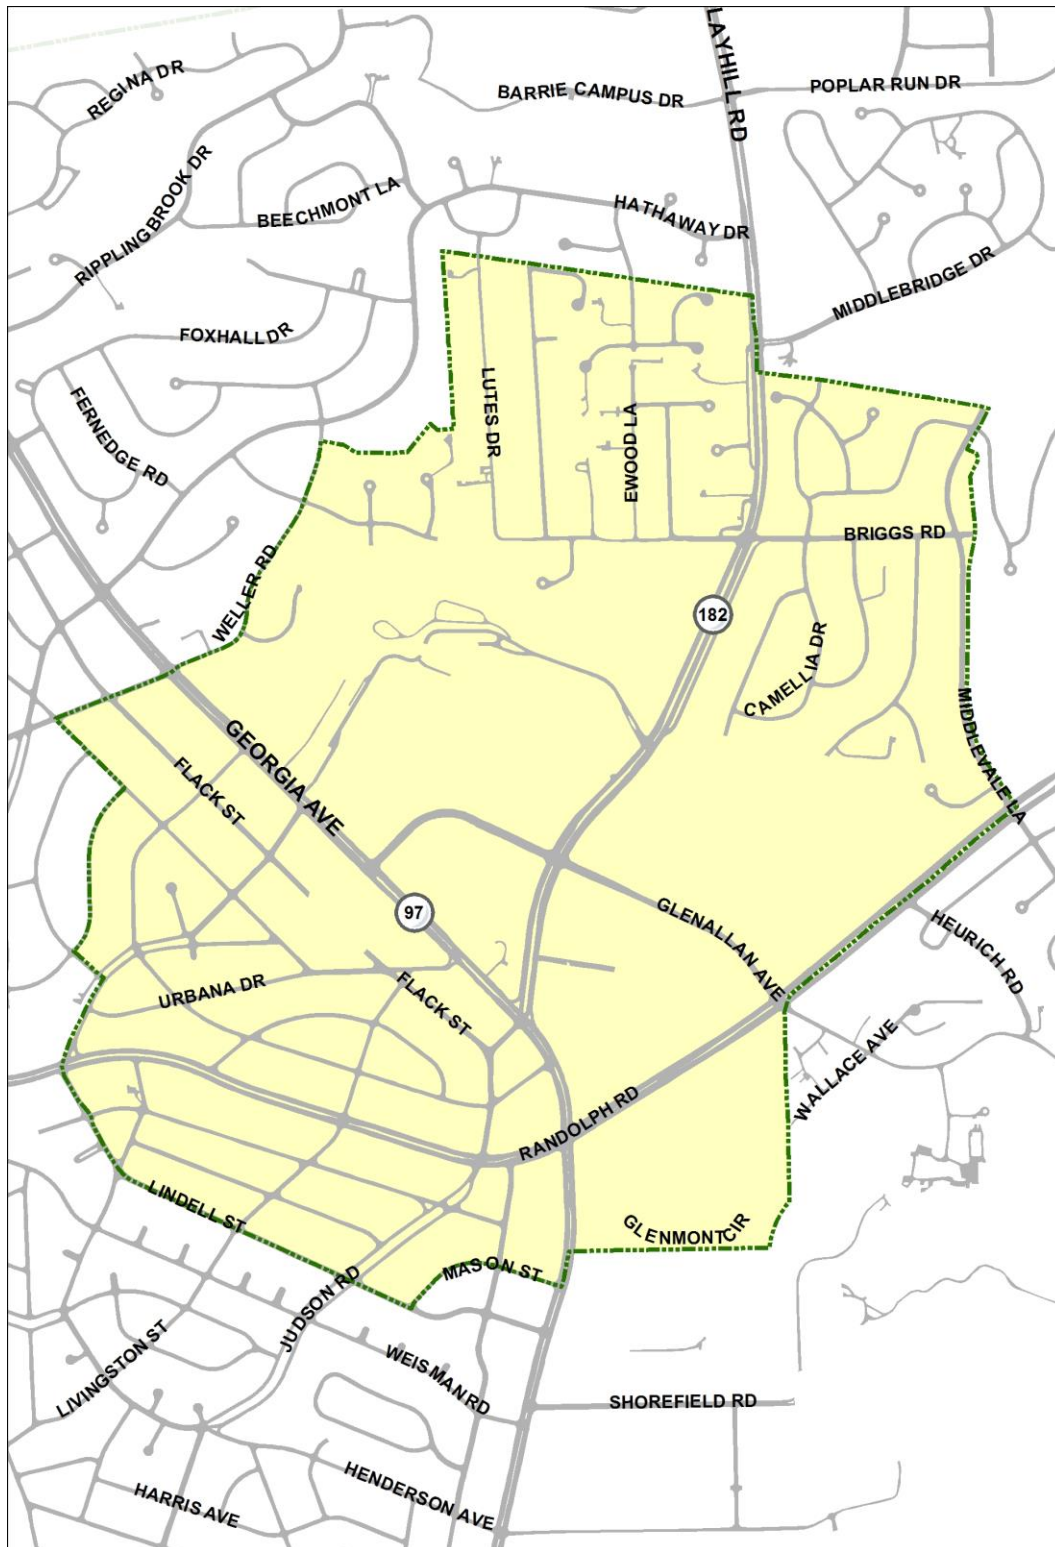 LAYHILL RD
REGINA DR
BARRIE CAMPUS DR
POPLAR RUN DR
RIPPLING BROOK DR
BEECHMONT LA
HATHAWAY DR
MIDDLEBRIDGE DR
FOXHALL DR
FERNEDGE RD
LUTES DR
EWOOD LA
BRIGGS RD
WELLER RD
182
CAMELLIA DR
MIDDLEVALE LA
GEORGIA AVE
FLACK ST
97
GLENALLAN AVE
HEURICH RD
URBANA DR
FLACK ST
WALLACE AVE
RANDOLPH RD
LINDELL ST
GLENMONT CIR
MASON ST
JUDSON RD
LIVINGSTON ST
WEISMAN RD
SHOREFIELD RD
HARRIS AVE
HENDERSON AVE